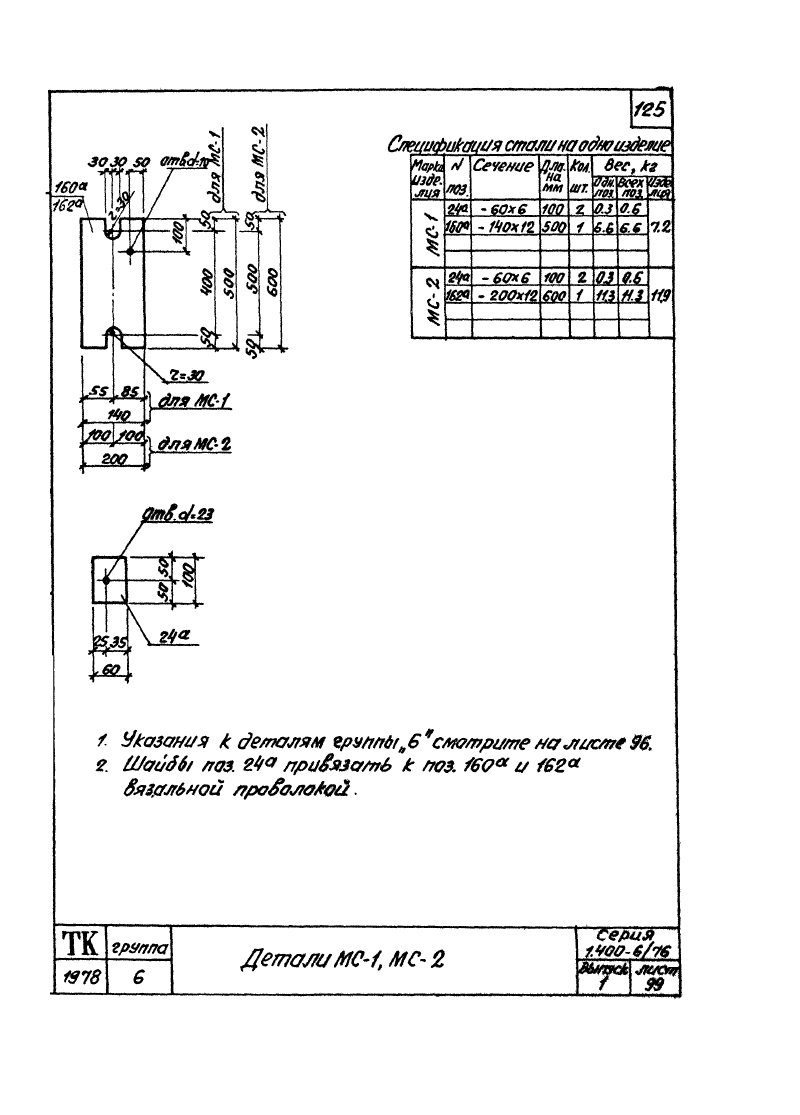 125
Спецификация стали на одно изделие
Марка изде-лия N поз. Сечение Дли на мм Кол. шт. Вес, кг
Одн. поз. Всех поз. Изде лия
МС-1 24а - 60х6 100 2 0.3 0.6 7.2
160а - 140х12 500 1 6.6 6.6
МС-2 24а - 60х6 100 2 0.3 0.6 11.9
162а - 200х12 600 1 11.3 11.3
30 30 50 отв.d=10
160а
162а
r=30
100
50 400 50 500 для МС-1
50 500 50 600 для МС-2
r=30
55 85
140 для МС-1
100 100
200 для МС-2
отв. d=23
50 50 100
24а
25 35
60
1. Указания к деталям группы „6" смотрите на листе 96.
2. Шайбы поз. 24а привязать к поз. 160а и 162а
вязальной проволокой.
ТК группа
1978 6
Детали МС-1, МС-2
серия
1.400-6/76
Выпуск лист
1 99